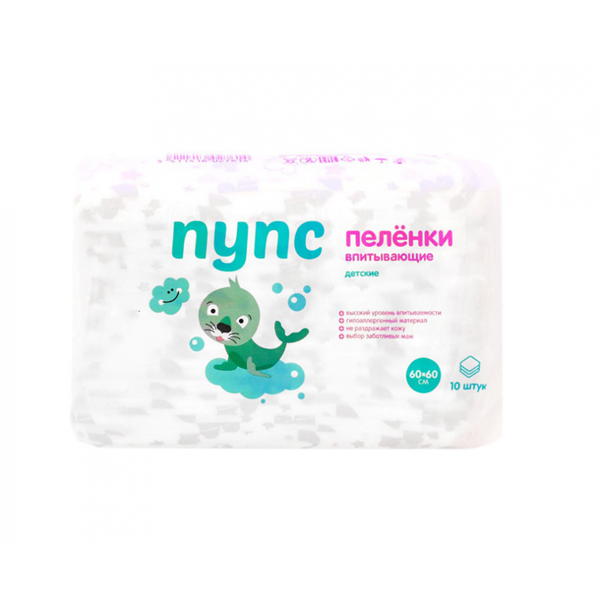 пупс
пелёнки
впитывающие
детские
высокий уровень впитываемости
гипоаллергенный материал
не раздражает кожу
выбор заботливых мам
60×60
СМ
10 штук